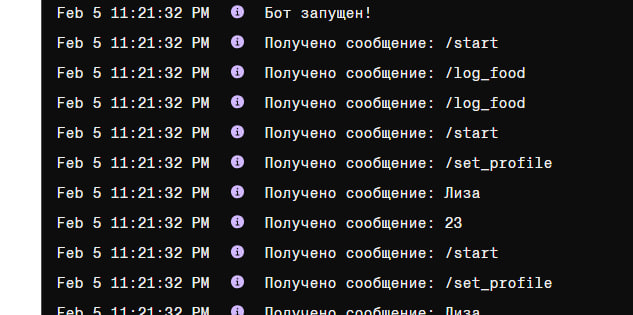 Feb 5 11:21:32 PM Бот запущен!
Feb 5 11:21:32 PM Получено сообщение: /start
Feb 5 11:21:32 PM Получено сообщение: /log_food
Feb 5 11:21:32 PM Получено сообщение: /log_food
Feb 5 11:21:32 PM Получено сообщение: /start
Feb 5 11:21:32 PM Получено сообщение: /set_profile
Feb 5 11:21:32 PM Получено сообщение: Лиза
Feb 5 11:21:32 PM Получено сообщение: 23
Feb 5 11:21:32 PM Получено сообщение: /start
Feb 5 11:21:32 PM Получено сообщение: /set_profile
Feb 5 11:21:32 PM Получено сообщение: Лиза